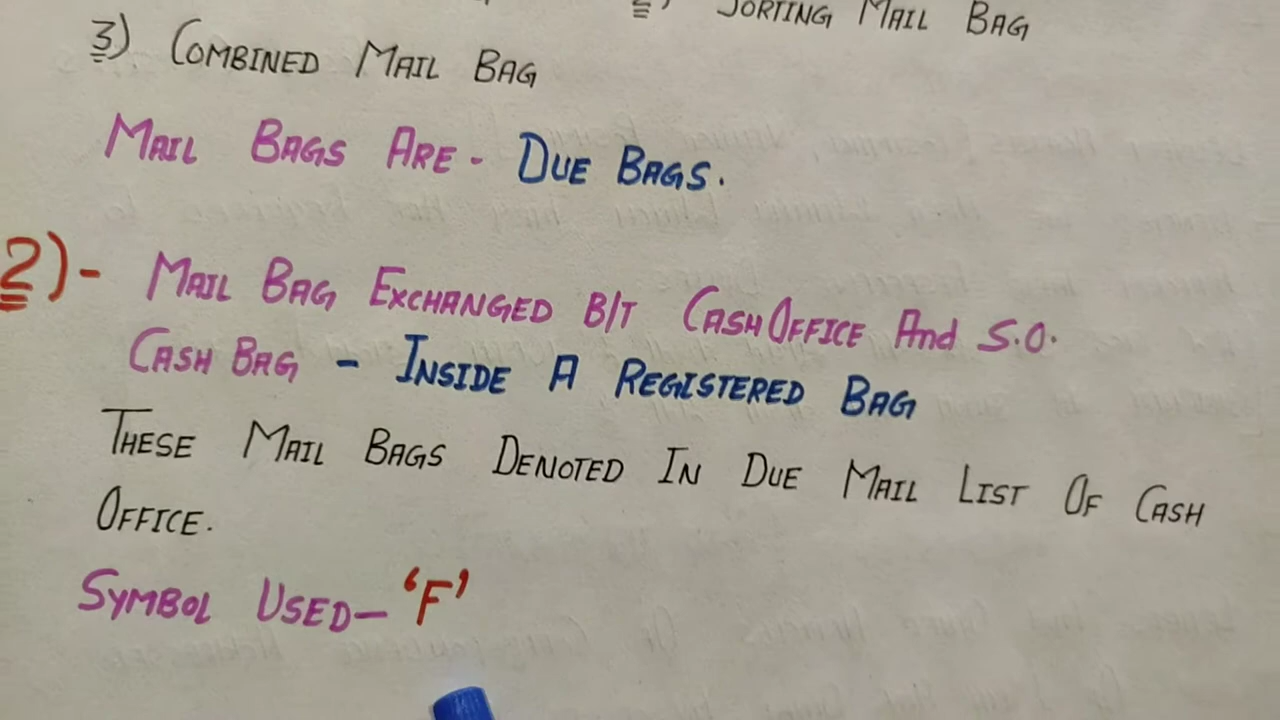 2) SORTING MAIL BAG
3) COMBINED MAIL BAG
MAIL BAGS ARE - DUE BAGS.
2)- MAIL BAG EXCHANGED B/T CASH OFFICE And S.O.
CASH BAG - INSIDE A REGISTERED BAG
THESE MAIL BAGS DENOTED IN DUE MAIL LIST OF CASH
OFFICE.
SYMBOL USED- 'F'